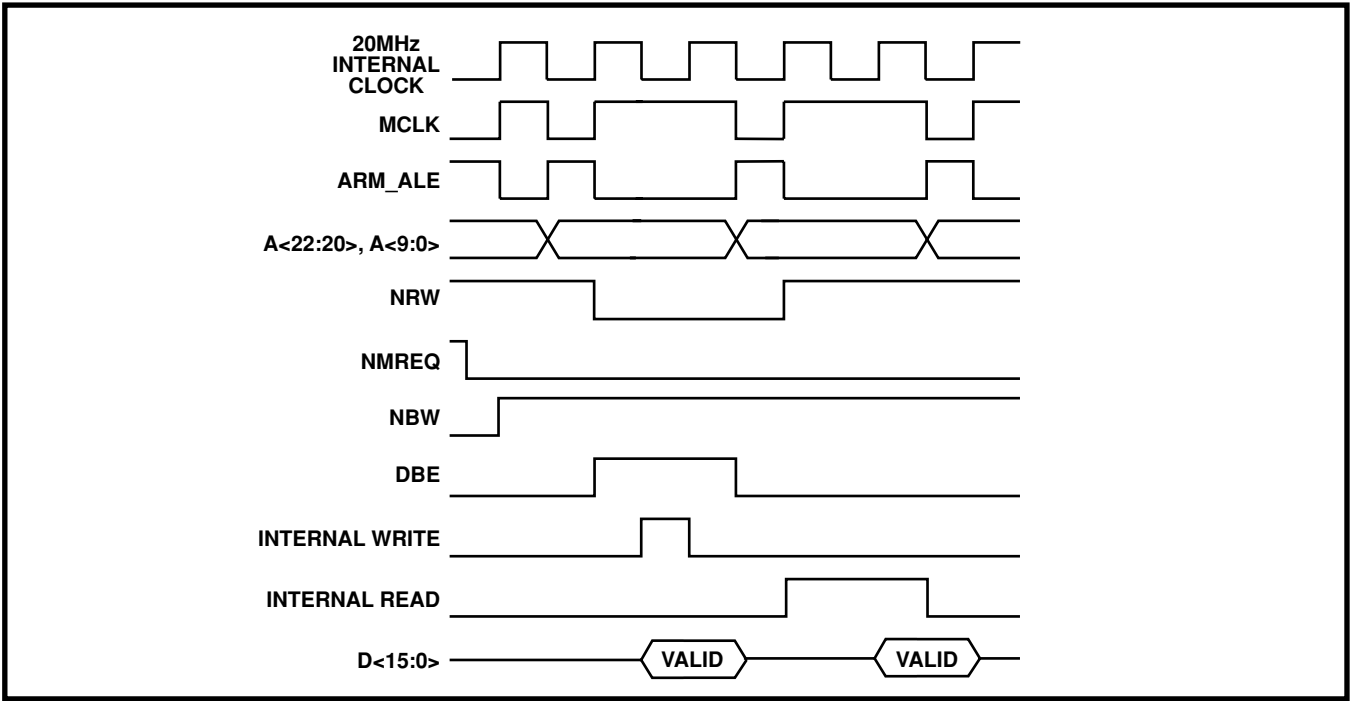 20MHz
INTERNAL
CLOCK
MCLK
ARM_ALE
A<22:20>, A<9:0>
NRW
NMREQ
NBW
DBE
INTERNAL WRITE
INTERNAL READ
D<15:0> VALID VALID